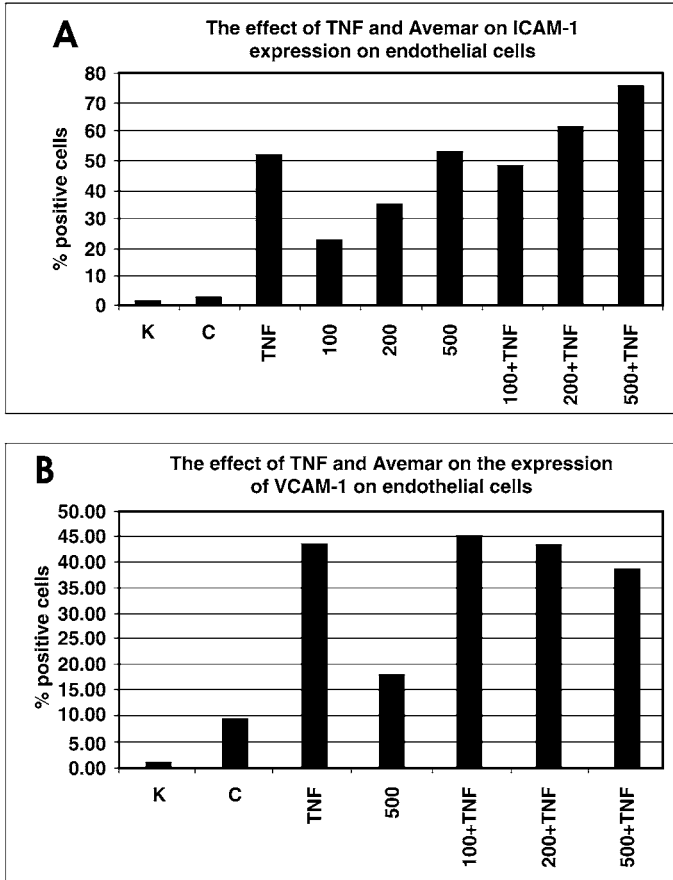 A
The effect of TNF and Avemar on ICAM-1
expression on endothelial cells
% positive cells
80
70
60
50
40
30
20
10
0
K
C
TNF
100
200
500
100+TNF
200+TNF
500+TNF
B
The effect of TNF and Avemar on the expression
of VCAM-1 on endothelial cells
% positive cells
50.00
45.00
40.00
35.00
30.00
25.00
20.00
15.00
10.00
5.00
0.00
K
C
TNF
500
100+TNF
200+TNF
500+TNF